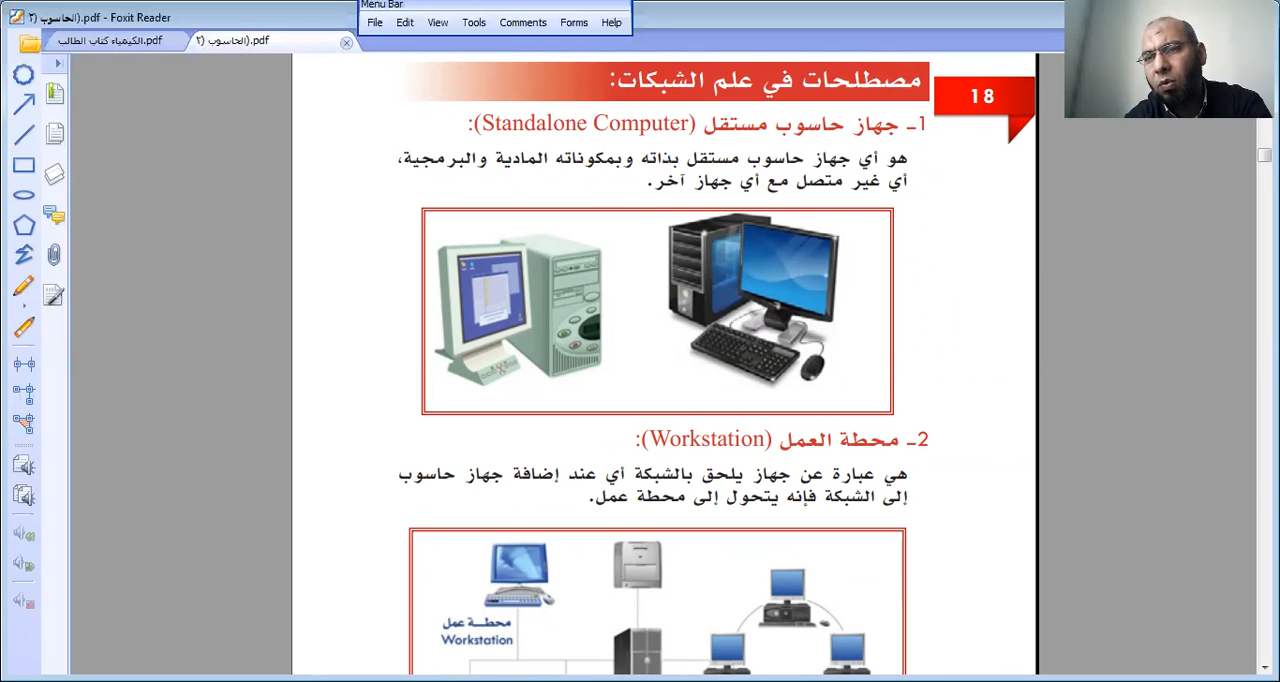 الحاسوب (٢).pdf - Foxit Reader
Menu Bar
File Edit View Tools Comments Forms Help
الكيمياء كتاب الطالب.pdf
الحاسوب (٢).pdf
18
مصطلحات في علم الشبكات:
1- جهاز حاسوب مستقل (Standalone Computer):
هو أي جهاز حاسوب مستقل بذاته وبمكوناته المادية والبرمجية،
أي غير متصل مع أي جهاز آخر.
2- محطة العمل (Workstation):
هي عبارة عن جهاز يلحق بالشبكة أي عند إضافة جهاز حاسوب
إلى الشبكة فإنه يتحول إلى محطة عمل.
محطة عمل
Workstation